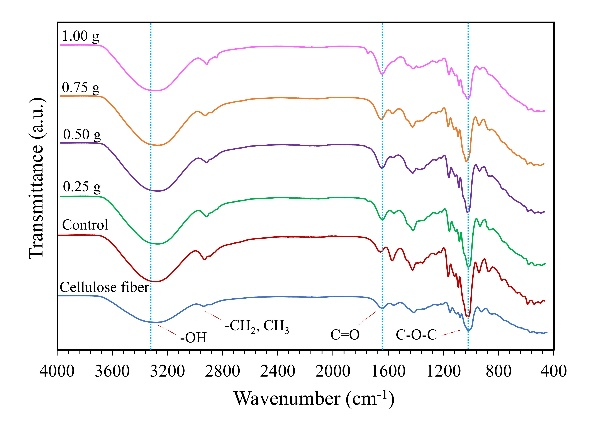 1.00 g
0.75 g
0.50 g
0.25 g
Control
Cellulose fiber
-OH
-CH₂, CH₃
C=O
C-O-C
Transmittance (a.u.)
4000 3600 3200 2800 2400 2000 1600 1200 800 400
Wavenumber (cm⁻¹)